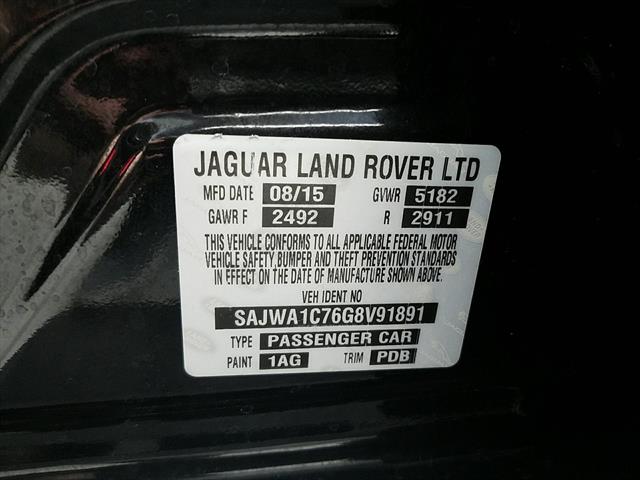 JAGUAR LAND ROVER LTD
MFD DATE 08/15 GVWR 5182
GAWR F 2492 R 2911
THIS VEHICLE CONFORMS TO ALL APPLICABLE FEDERAL MOTOR
VEHICLE SAFETY, BUMPER AND THEFT PREVENTION STANDARDS
IN EFFECT ON THE DATE OF MANUFACTURE SHOWN ABOVE.
VEH IDENT NO
SAJWA1C76G8V91891
TYPE PASSENGER CAR
PAINT 1AG TRIM PDB